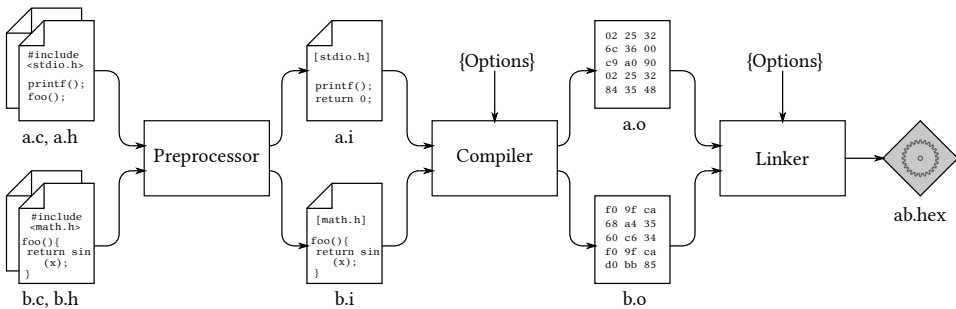 #include
<stdio.h>
printf();
foo();
a.c, a.h
#include
<math.h>
foo(){
return sin
(x);
}
b.c, b.h
Preprocessor
[stdio.h]
printf();
return 0;
a.i
[math.h]
foo(){
return sin
(x);
}
b.i
{Options}
Compiler
02 25 32
6c 36 00
c9 a0 90
02 25 32
84 35 48
a.o
f0 9f ca
68 a4 35
60 c6 34
f0 9f ca
d0 bb 85
b.o
{Options}
Linker
ab.hex